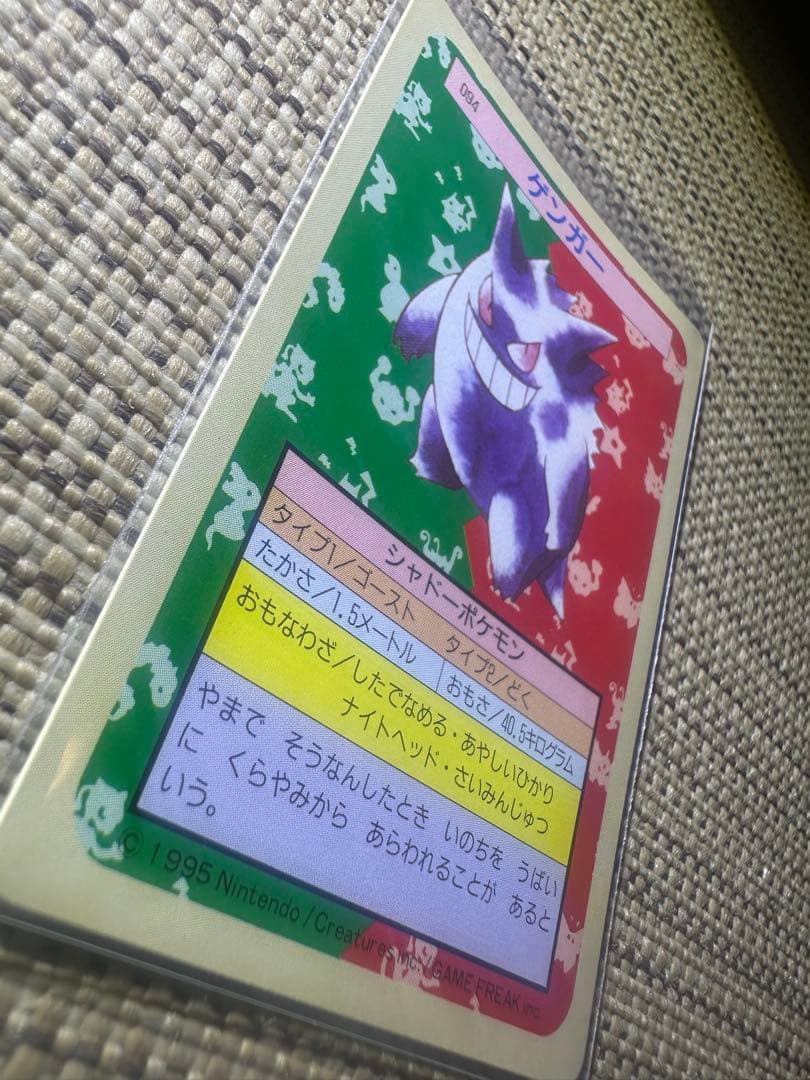 094
ゲンガー
シャドーポケモン
タイプ1/ゴースト タイプ2/どく
たかさ/1.5メートル おもさ/40.5キログラム
おもなわざ/したでなめる・あやしいひかり
ナイトヘッド・さいみんじゅつ
やまで そうなんしたとき いのちを うばい
に くらやみから あらわれることが あると
いう。
© 1995 Nintendo/Creatures inc./GAME FREAK inc.